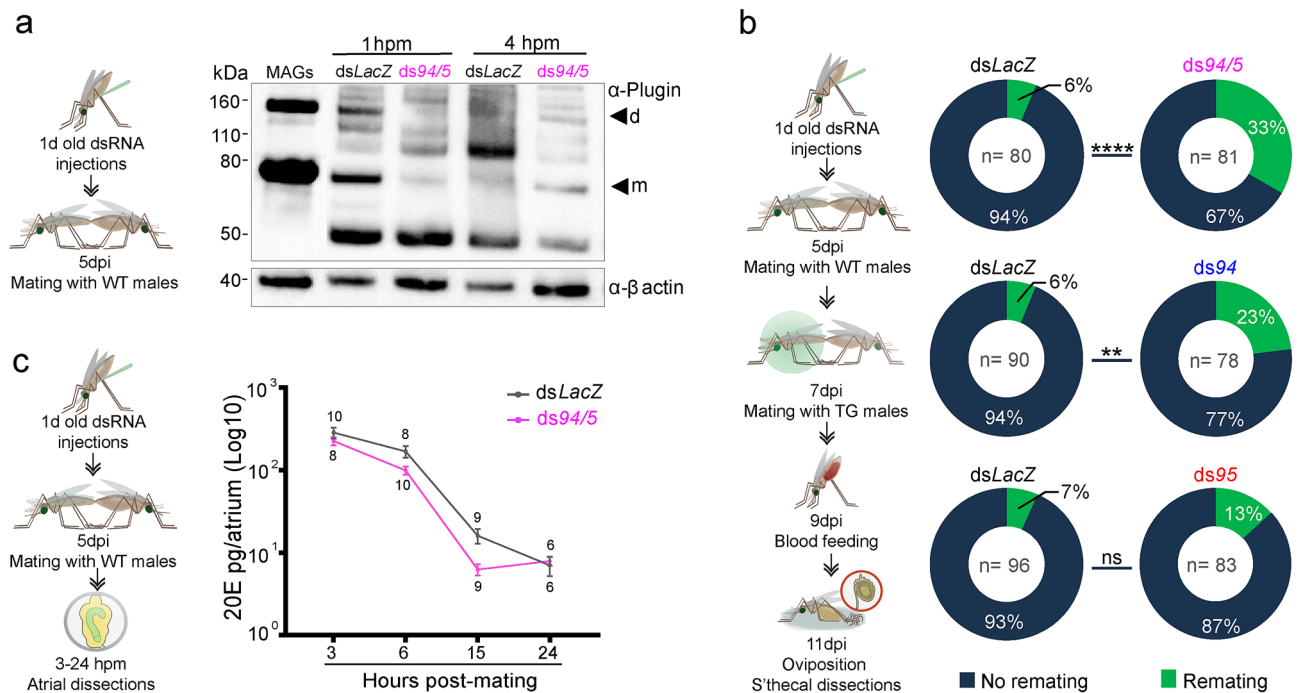 a
1d old dsRNA
injections
5dpi
Mating with WT males
1hpm
4 hpm
kDa
MAGs
dsLacZ
ds94/5
dsLacZ
ds94/5
160
110
80
50
40
α-Plugin
d
m
α-β actin
b
1d old dsRNA
injections
5dpi
Mating with WT males
7dpi
Mating with TG males
9dpi
Blood feeding
11dpi
Oviposition
S'thecal dissections
dsLacZ
6%
n= 80
94%
****
ds94/5
33%
n= 81
67%
dsLacZ
6%
n= 90
94%
**
ds94
23%
n= 78
77%
dsLacZ
7%
n= 96
93%
ns
ds95
13%
n= 83
87%
No remating
Remating
c
1d old dsRNA
injections
5dpi
Mating with WT males
3-24 hpm
Atrial dissections
20E pg/atrium (Log10)
10³
10²
10¹
10⁰
dsLacZ
ds94/5
10
8
8
10
9
9
6
6
3
6
15
24
Hours post-mating